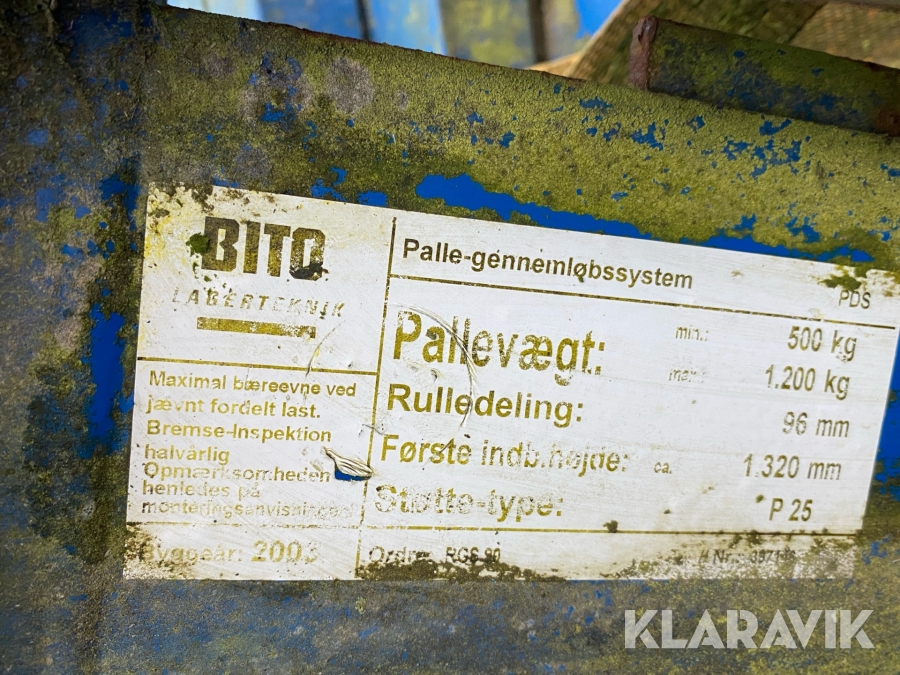 BITO
LAGERTEKNIK
Maximal bæreevne ved
jævnt fordelt last.
Bremse-Inspektion
halvårlig
Opmærksomheden
henledes på
monteringsanvisningen
Byggeår: 2003
Palle-gennemløbssystem
PDS
Pallevægt: min.: 500 kg
max.: 1.200 kg
Rulledeling: 96 mm
Første indb.højde: ca. 1.320 mm
Støtte-type: P 25
Nr.:
KLARAVIK